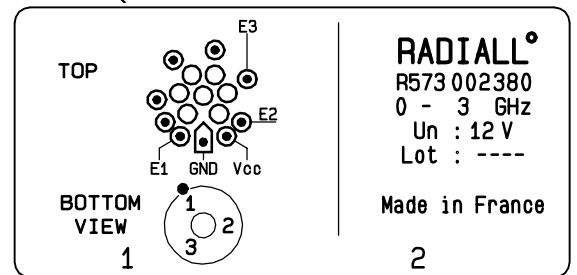 E3
TOP
E2
E1 GND Vcc
BOTTOM
VIEW
1
2
3
1
RADIALL°
R573 002380
0 - 3 GHz
Un : 12 V
Lot : ----
Made in France
2